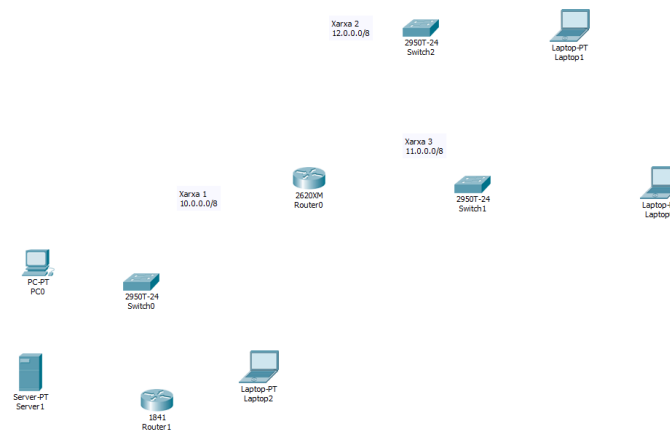 Xarxa 2
12.0.0.0/8
2950T-24
Switch2
Laptop-PT
Laptop1
Xarxa 3
11.0.0.0/8
2620XM
Router0
2950T-24
Switch1
Xarxa 1
10.0.0.0/8
PC-PT
PC0
2950T-24
Switch0
Server-PT
Server1
1841
Router1
Laptop-PT
Laptop2